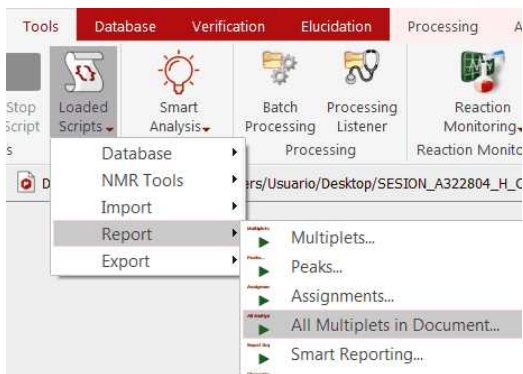 Tools Database Verification Elucidation Processing A
Stop Loaded Smart Batch Processing Reaction
Script Scripts Analysis Processing Listener Monitoring
s Processing Reaction Monito
D ers/Usuario/Desktop/SESION_A322804_H_C
Database
NMR Tools
Import
Report
Export
Multiplets...
Peaks...
Assignments...
All Multiplets in Document...
Smart Reporting...